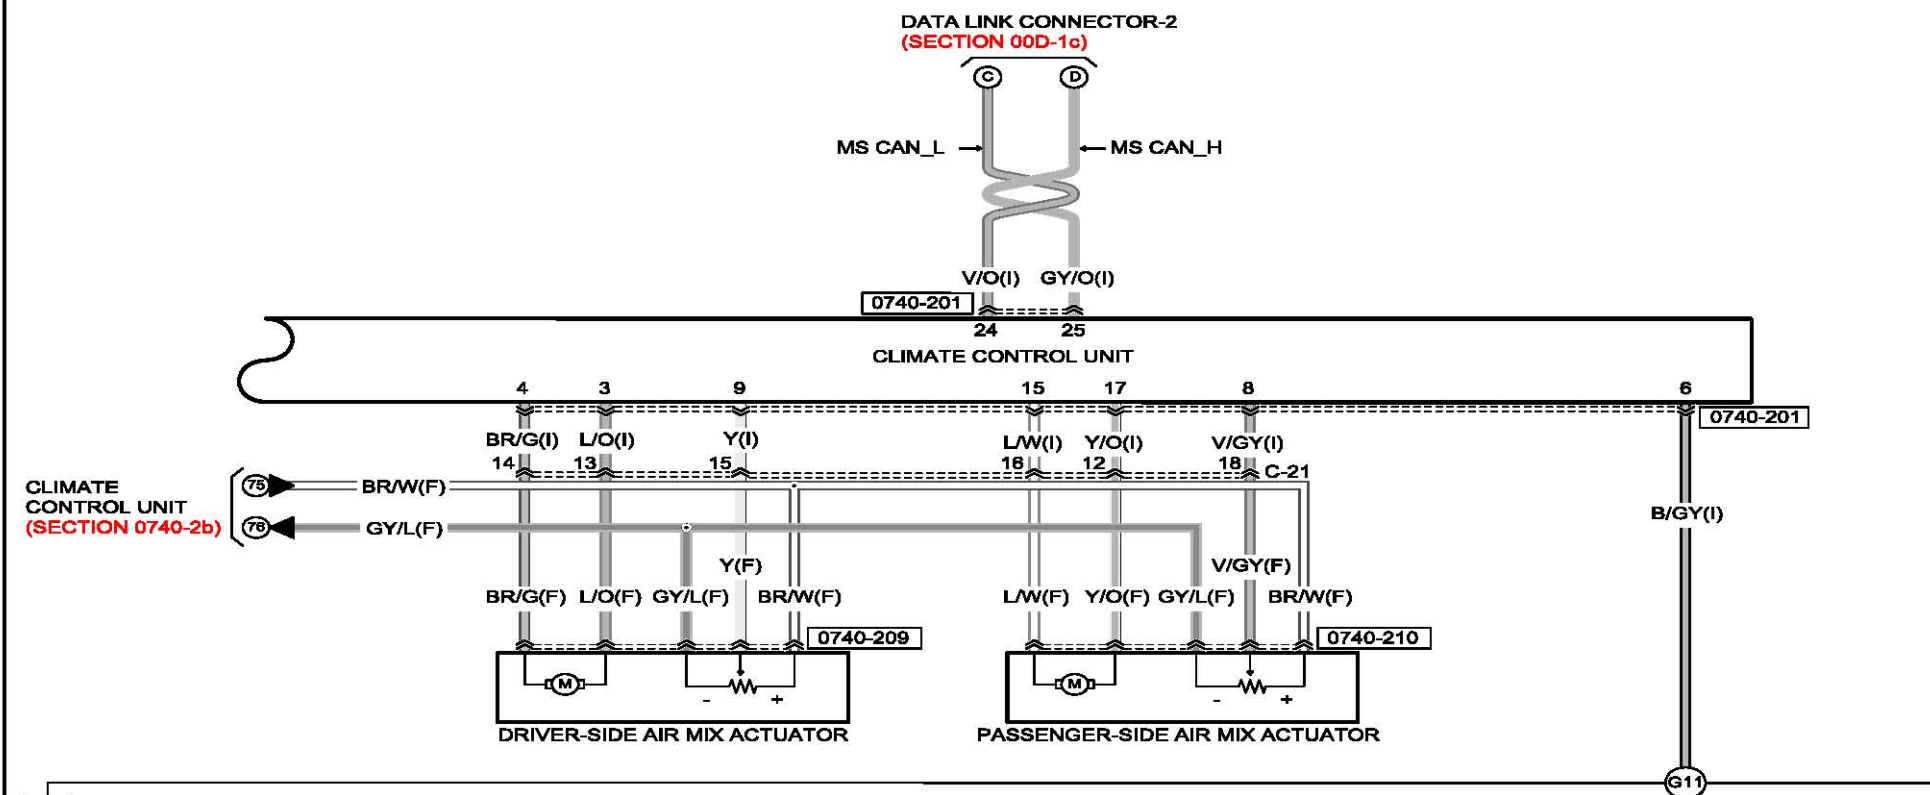 DATA LINK CONNECTOR-2
(SECTION 00D-1c)
C D
MS CAN_L MS CAN_H
V/O(I) GY/O(I)
0740-201
24 25
CLIMATE CONTROL UNIT
4 3 9 15 17 8 6
0740-201
BR/G(I) L/O(I) Y(I) L/W(I) Y/O(I) V/GY(I)
14 13 15 16 12 18 C-21
CLIMATE
CONTROL UNIT
(SECTION 0740-2b)
75 BR/W(F)
76 GY/L(F)
B/GY(I)
Y(F) V/GY(F)
BR/G(F) L/O(F) GY/L(F) BR/W(F) L/W(F) Y/O(F) GY/L(F) BR/W(F)
0740-209 0740-210
M M
- + - +
DRIVER-SIDE AIR MIX ACTUATOR PASSENGER-SIDE AIR MIX ACTUATOR
G11